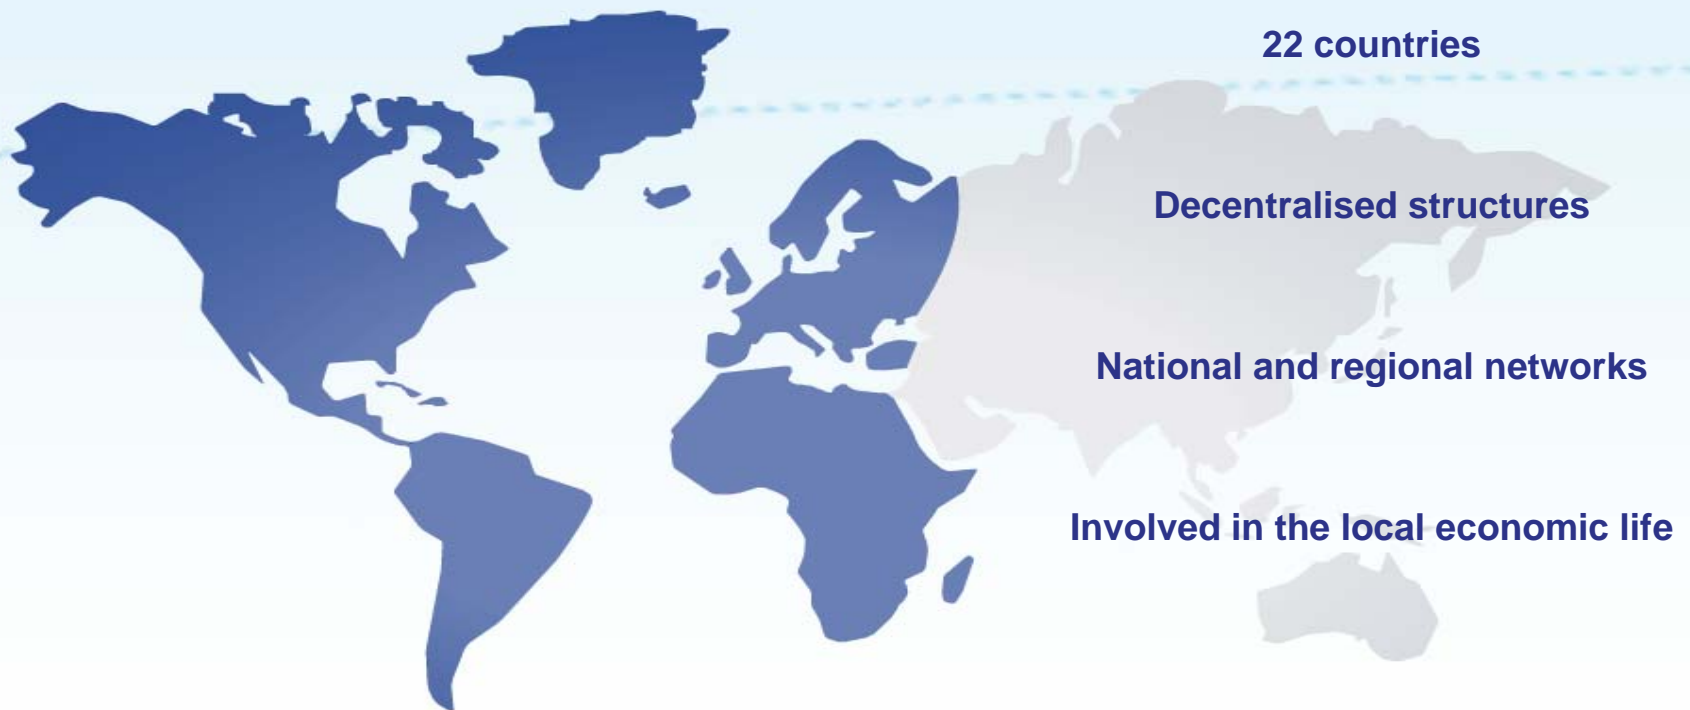 22 countries
Decentralised structures
National and regional networks
Involved in the local economic life